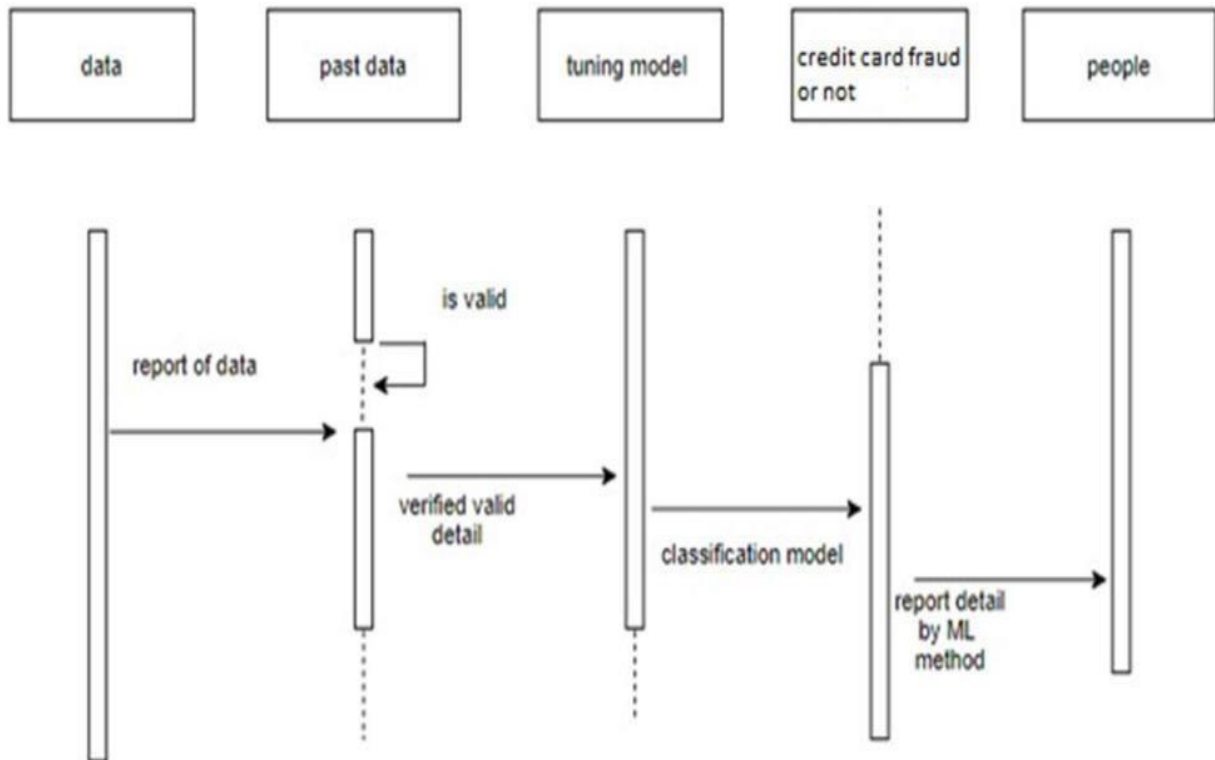 data
past data
tuning model
credit card fraud
or not
people
is valid
report of data
verified valid
detail
classification model
report detail
by ML
method